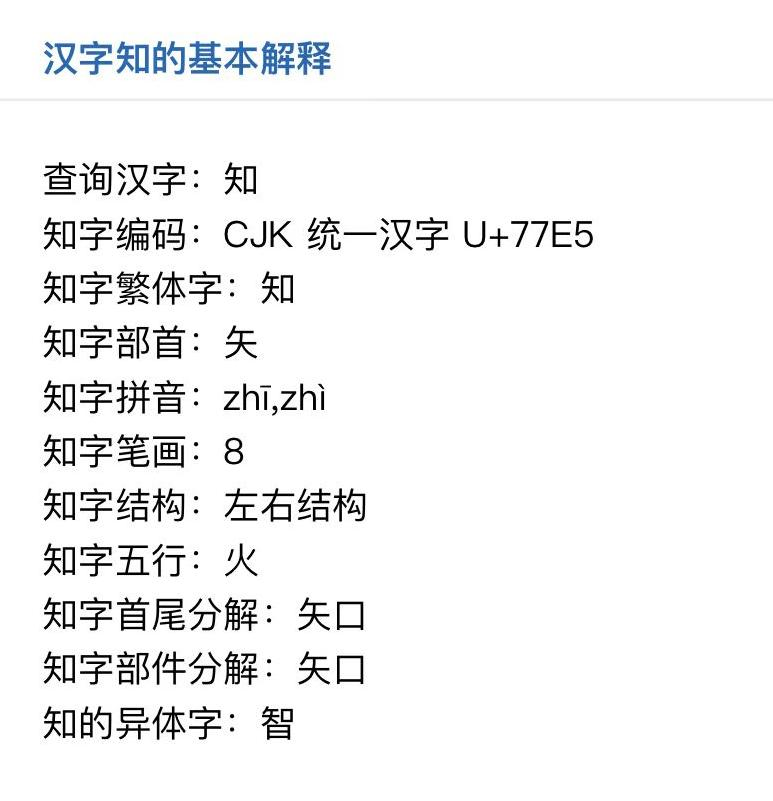 汉字知的基本解释
查询汉字：知
知字编码：CJK 统一汉字 U+77E5
知字繁体字：知
知字部首：矢
知字拼音：zhī,zhì
知字笔画：8
知字结构：左右结构
知字五行：火
知字首尾分解：矢口
知字部件分解：矢口
知的异体字：智